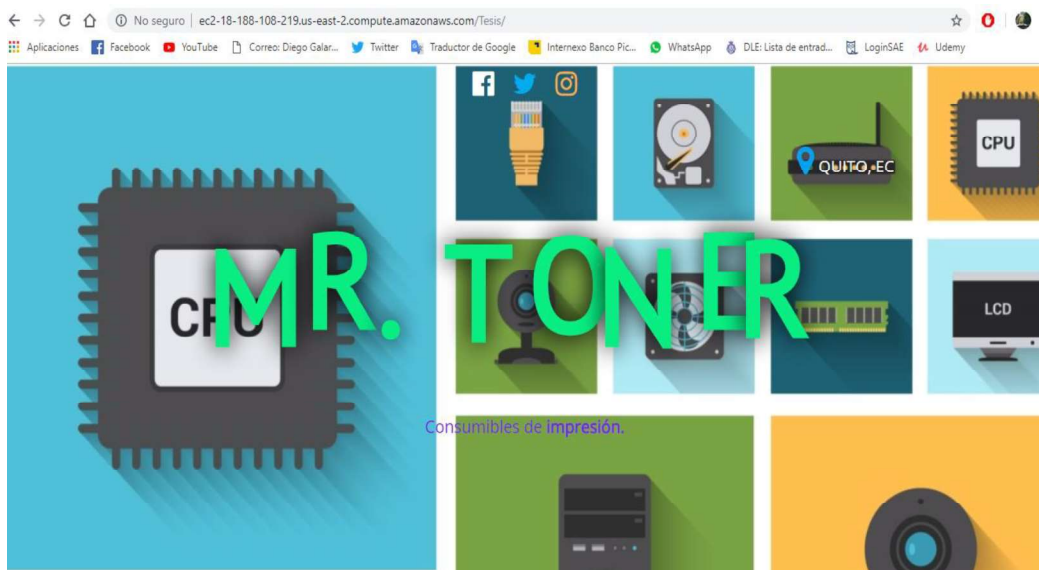 No seguro | ec2-18-188-108-219.us-east-2.compute.amazonaws.com/Tesis/
Aplicaciones Facebook YouTube Correo: Diego Galar... Twitter Traductor de Google Internexo Banco Pic... WhatsApp DLE: Lista de entrad... LoginSAE Udemy
CPU
QUITO, EC
CPU
MR. TONER
LCD
Consumibles de impresión.